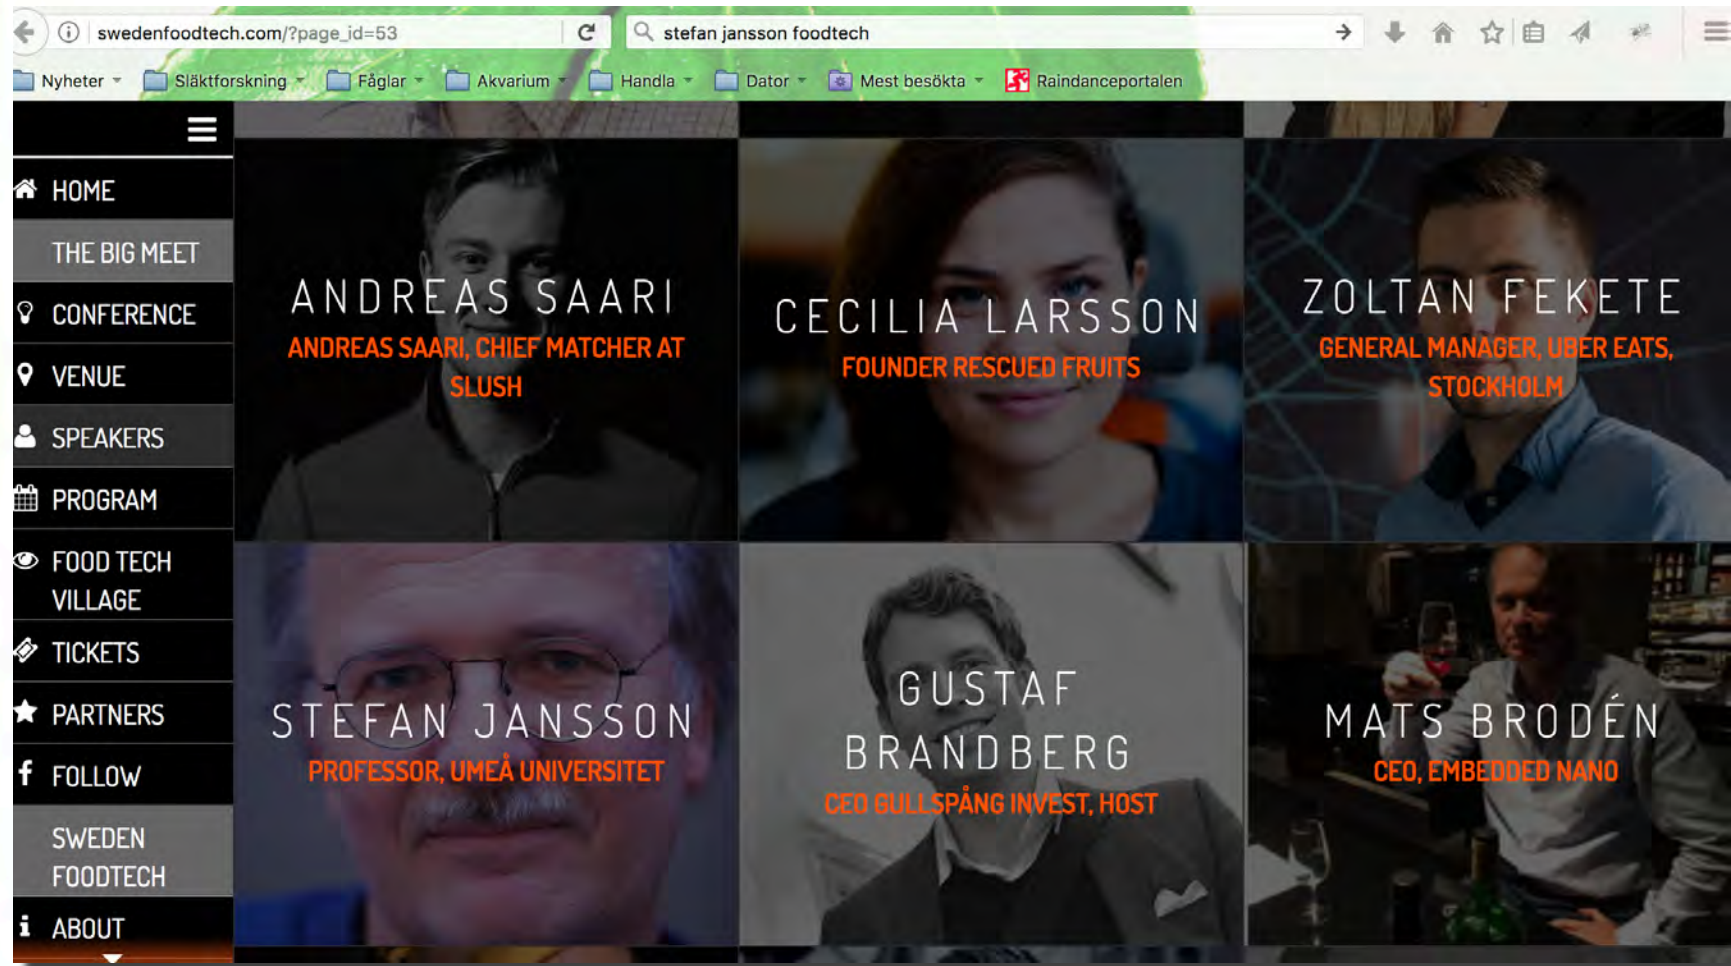 swedenfoodtech.com/?page_id=53
stefan jansson foodtech
Nyheter
Släktforskning
Fåglar
Akvarium
Handla
Dator
Mest besökta
Raindanceportalen
HOME
THE BIG MEET
CONFERENCE
VENUE
SPEAKERS
PROGRAM
FOOD TECH
VILLAGE
TICKETS
PARTNERS
FOLLOW
SWEDEN
FOODTECH
ABOUT
ANDREAS SAARI
ANDREAS SAARI, CHIEF MATCHER AT
SLUSH
CECILIA LARSSON
FOUNDER RESCUED FRUITS
ZOLTAN FEKETE
GENERAL MANAGER, UBER EATS,
STOCKHOLM
STEFAN JANSSON
PROFESSOR, UMEÅ UNIVERSITET
GUSTAF
BRANDBERG
CEO GULLSPÅNG INVEST, HOST
MATS BRODÉN
CEO, EMBEDDED NANO